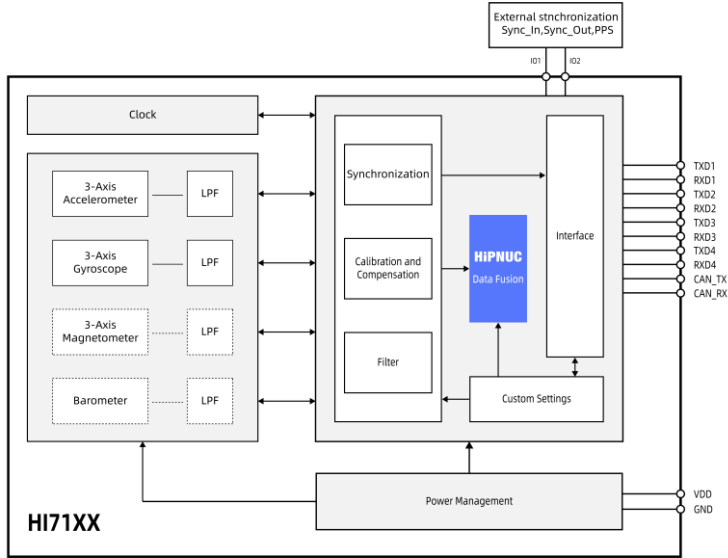 External stnchronization
Sync_In,Sync_Out,PPS
IO1
IO2
Clock
3-Axis
Accelerometer
LPF
3-Axis
Gyroscope
LPF
3-Axis
Magnetometer
LPF
Barometer
LPF
Synchronization
Calibration and
Compensation
Filter
HiPNUC
Data Fusion
Interface
Custom Settings
TXD1
RXD1
TXD2
RXD2
TXD3
RXD3
TXD4
RXD4
CAN_TX
CAN_RX
Power Management
VDD
GND
HI71XX